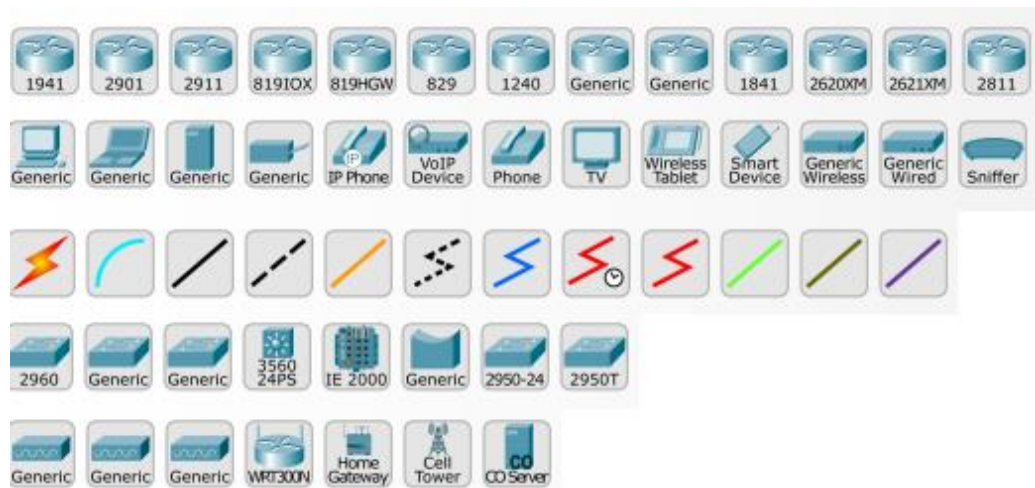 1941 2901 2911 819IOX 819HGW 829 1240 Generic Generic 1841 2620XM 2621XM 2811
Generic Generic Generic Generic IP IP Phone VoIP Device Phone TV Wireless Tablet Smart Device Generic Wireless Generic Wired Sniffer
2960 Generic Generic 3560 24PS IE 2000 Generic 2950-24 2950T
Generic Generic Generic WRT300N Home Gateway Cell Tower CO CO Server